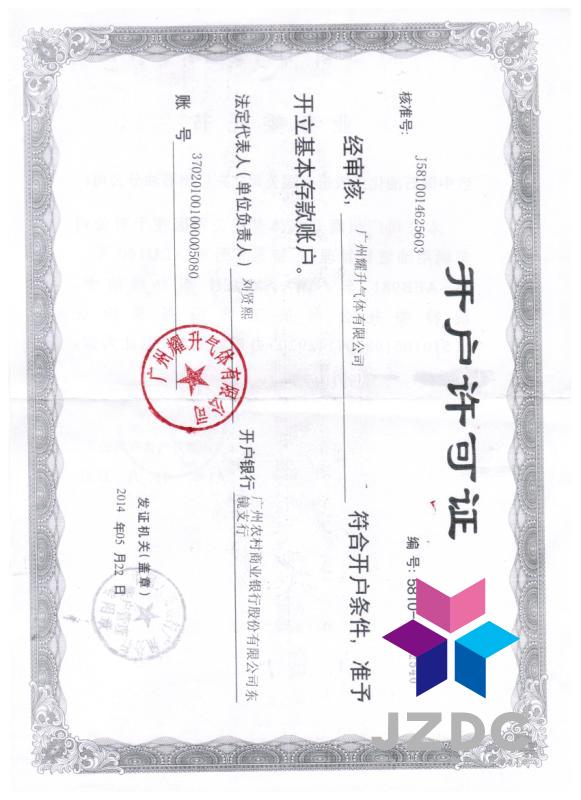 开户许可证
核准号: J5810014625603
编号: 5810-
经审核, 广州耀升气体有限公司 符合开户条件, 准予
开立基本存款账户。
法定代表人(单位负责人) 刘贤熙 开户银行 广州农村商业银行股份有限公司东
镜支行
账 号 370201001000005080
发证机关(盖章)
2014 年05 月22 日
广州耀升气体有限公司
JZDC